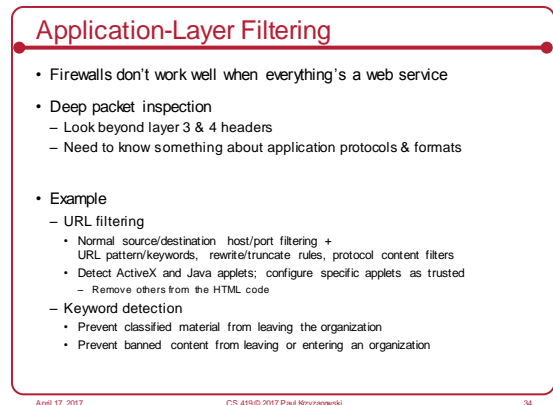 Application-Layer Filtering
• Firewalls don't work well when everything's a web service
• Deep packet inspection
– Look beyond layer 3 & 4 headers
– Need to know something about application protocols & formats
• Example
– URL filtering
• Normal source/destination host/port filtering +
URL pattern/keywords, rewrite/truncate rules, protocol content filters
• Detect ActiveX and Java applets; configure specific applets as trusted
– Remove others from the HTML code
– Keyword detection
• Prevent classified material from leaving the organization
• Prevent banned content from leaving or entering an organization
April 17, 2017 CS 419 © 2017 Paul Krzyzanowski 34